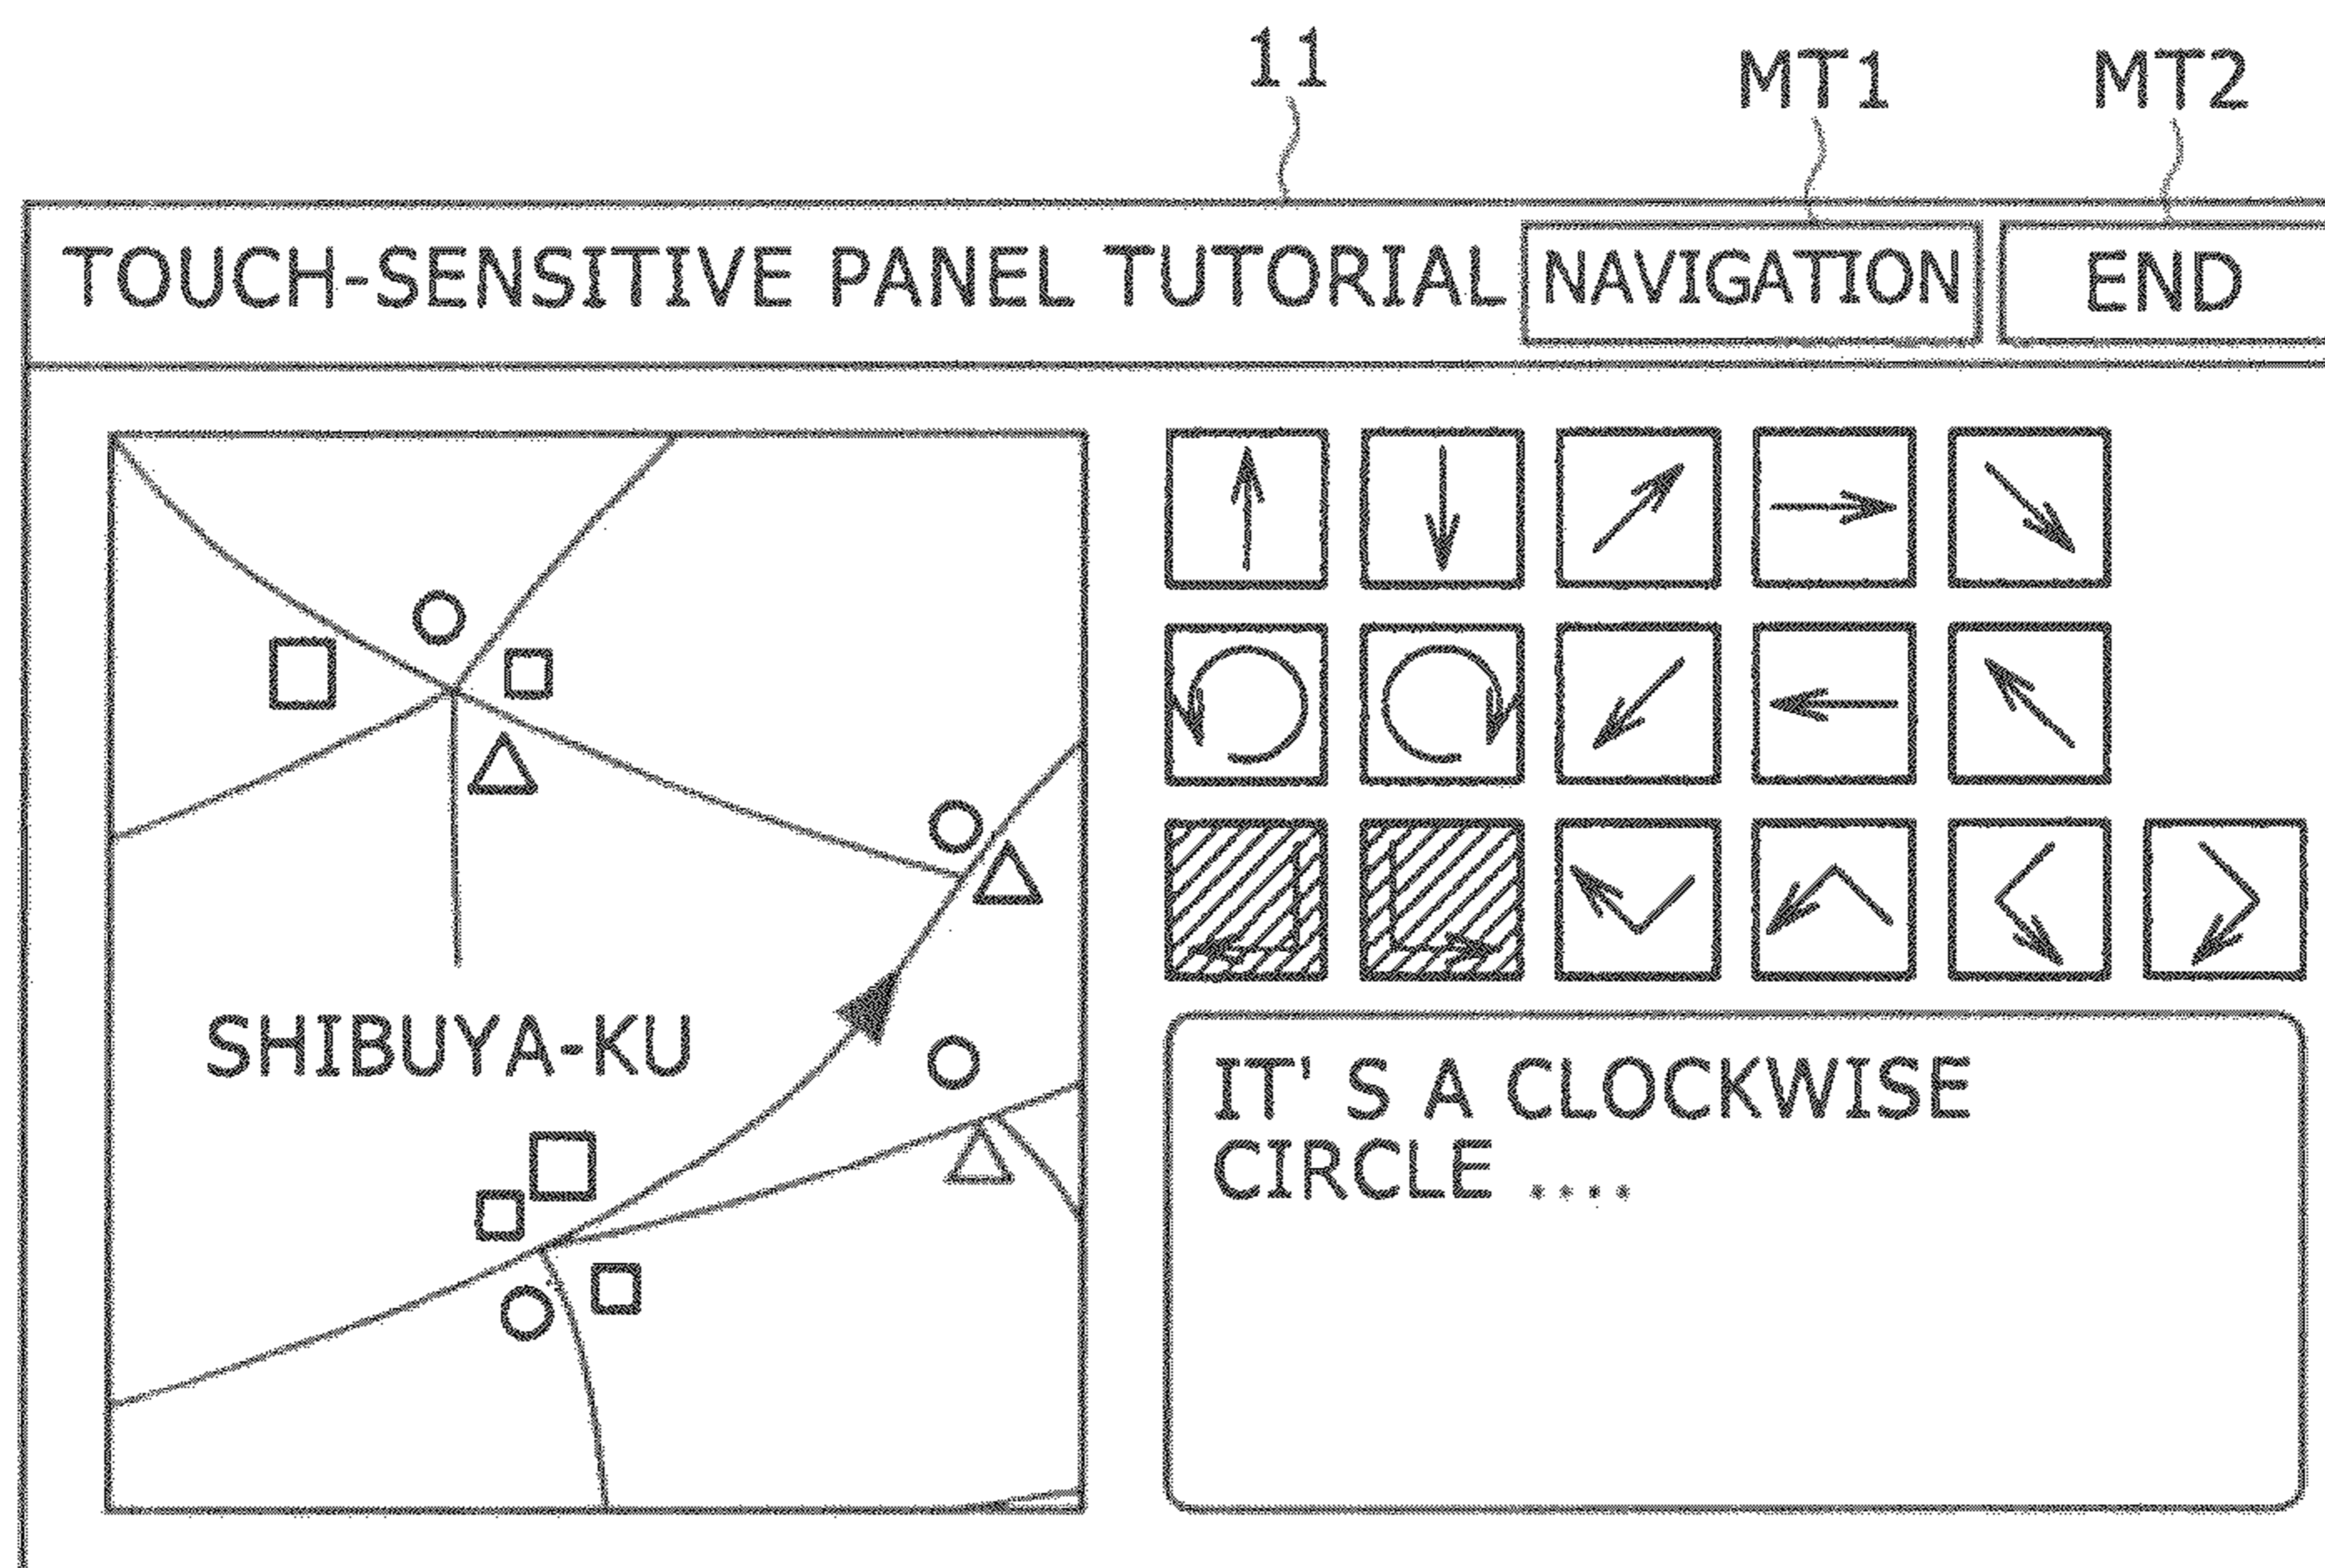 11 MT1 MT2
TOUCH-SENSITIVE PANEL TUTORIAL NAVIGATION END
SHIBUYA-KU
IT'S A CLOCKWISE
CIRCLE ....